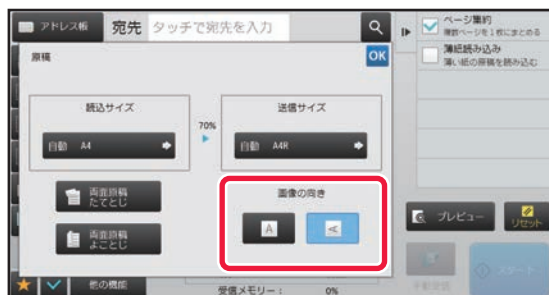 アドレス帳
宛先
タッチで宛先を入力
ページ集約
複数ページを1枚にまとめる
薄紙読み込み
薄い紙の原稿を読み込む
原稿
OK
読込サイズ
70%
送信サイズ
自動 A4
自動 A4R
両面原稿
たてとじ
両面原稿
よことじ
画像の向き
A
A
プレビュー
リセット
手動受信
スタート
他の機能
受信メモリー: 0%